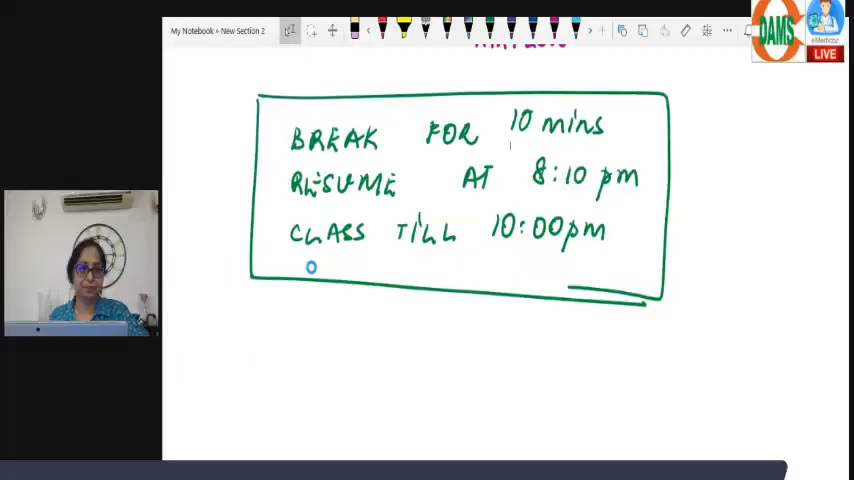 My Notebook » New Section 2
DAMS
eMedicoz
LIVE
BREAK FOR 10 mins
RESUME AT 8:10 pm
CLASS TILL 10:00pm